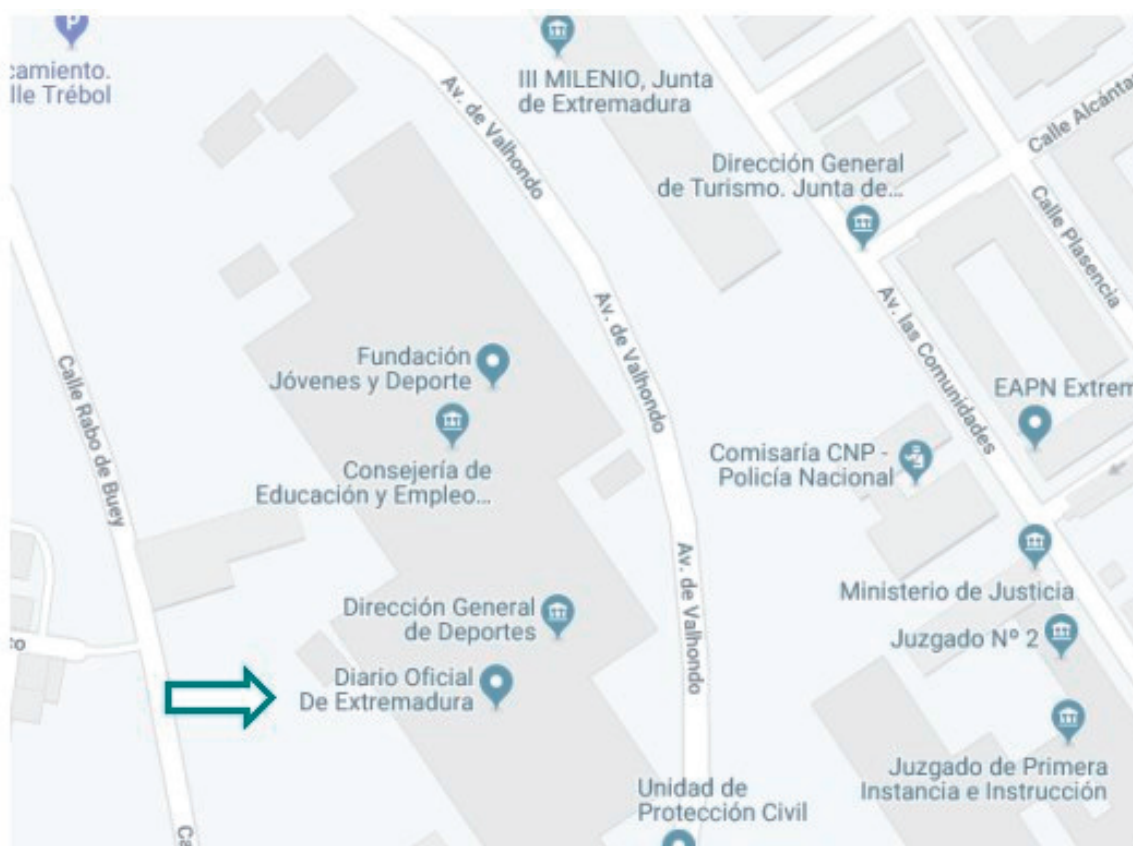 P
camiento.
lle Trébol
III MILENIO, Junta
de Extremadura
Av. de Valhondo
Calle Alcánta
Dirección General
de Turismo. Junta de...
Calle Plasencia
Av. de Valhondo
Av. las Comunidades
Fundación
Jóvenes y Deporte
Calle Rabo de Buey
EAPN Extrem
Comisaría CNP -
Policía Nacional
Consejería de
Educación y Empleo...
Av. de Valhondo
Ministerio de Justicia
Dirección General
de Deportes
Juzgado Nº 2
to
Diario Oficial
De Extremadura
Juzgado de Primera
Instancia e Instrucción
Unidad de
Protección Civil
Ca